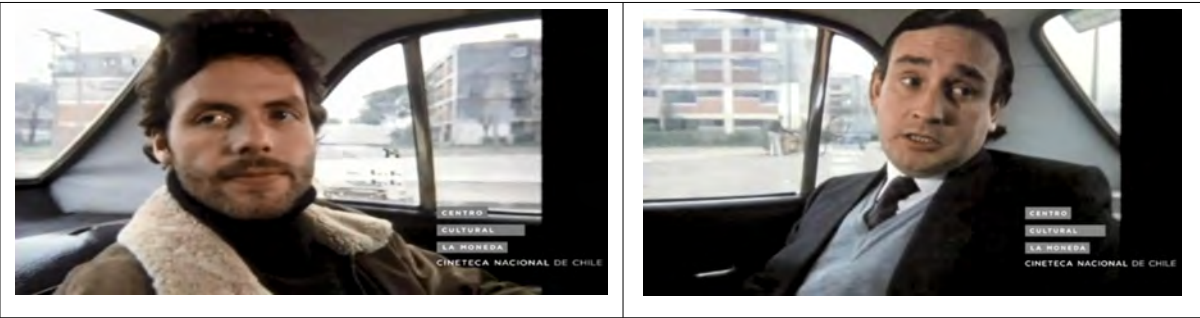 CENTRO
CULTURAL
LA MONEDA
CINETECA NACIONAL DE CHILE
CENTRO
CULTURAL
LA MONEDA
CINETECA NACIONAL DE CHILE